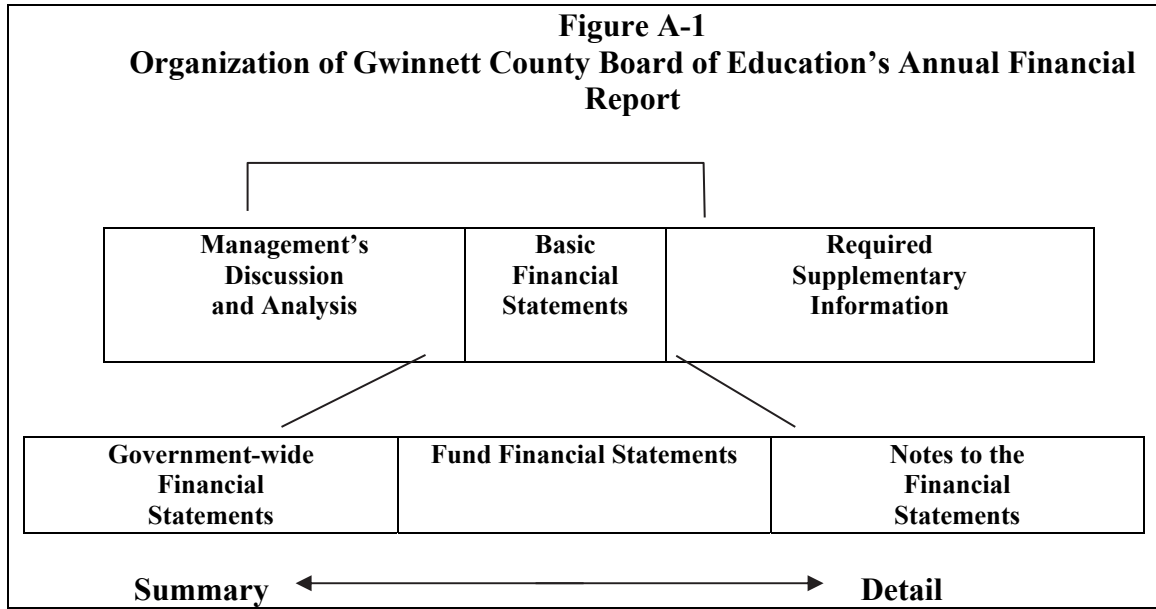 Figure A-1
Organization of Gwinnett County Board of Education’s Annual Financial
Report
Management’s
Discussion
and Analysis
Basic
Financial
Statements
Required
Supplementary
Information
Government-wide
Financial
Statements
Fund Financial Statements
Notes to the
Financial
Statements
Summary
Detail